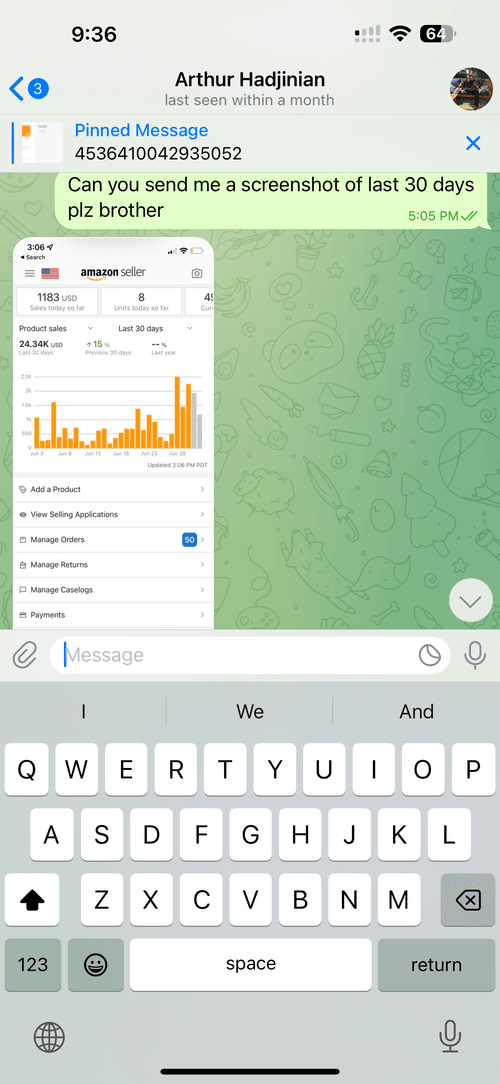 9:36
64
3
Arthur Hadjinian
last seen within a month
Pinned Message
4536410042935052
Can you send me a screenshot of last 30 days
plz brother
5:05 PM
3:06
Search
amazon seller
1183 USD
Sales today so far
8
Units today so far
Product sales
Last 30 days
24.34K USD
Last 30 days
15 %
Previous 30 days
-- %
Last year
2.5k
2k
1.5k
1k
500
0
Jun 3
Jun 8
Jun 13
Jun 18
Jun 23
Jun 28
Updated 3:06 PM PDT
Add a Product
View Selling Applications
Manage Orders
50
Manage Returns
Manage Caselogs
Payments
Message
I
We
And
Q W E R T Y U I O P
A S D F G H J K L
Z X C V B N M
123
space
return